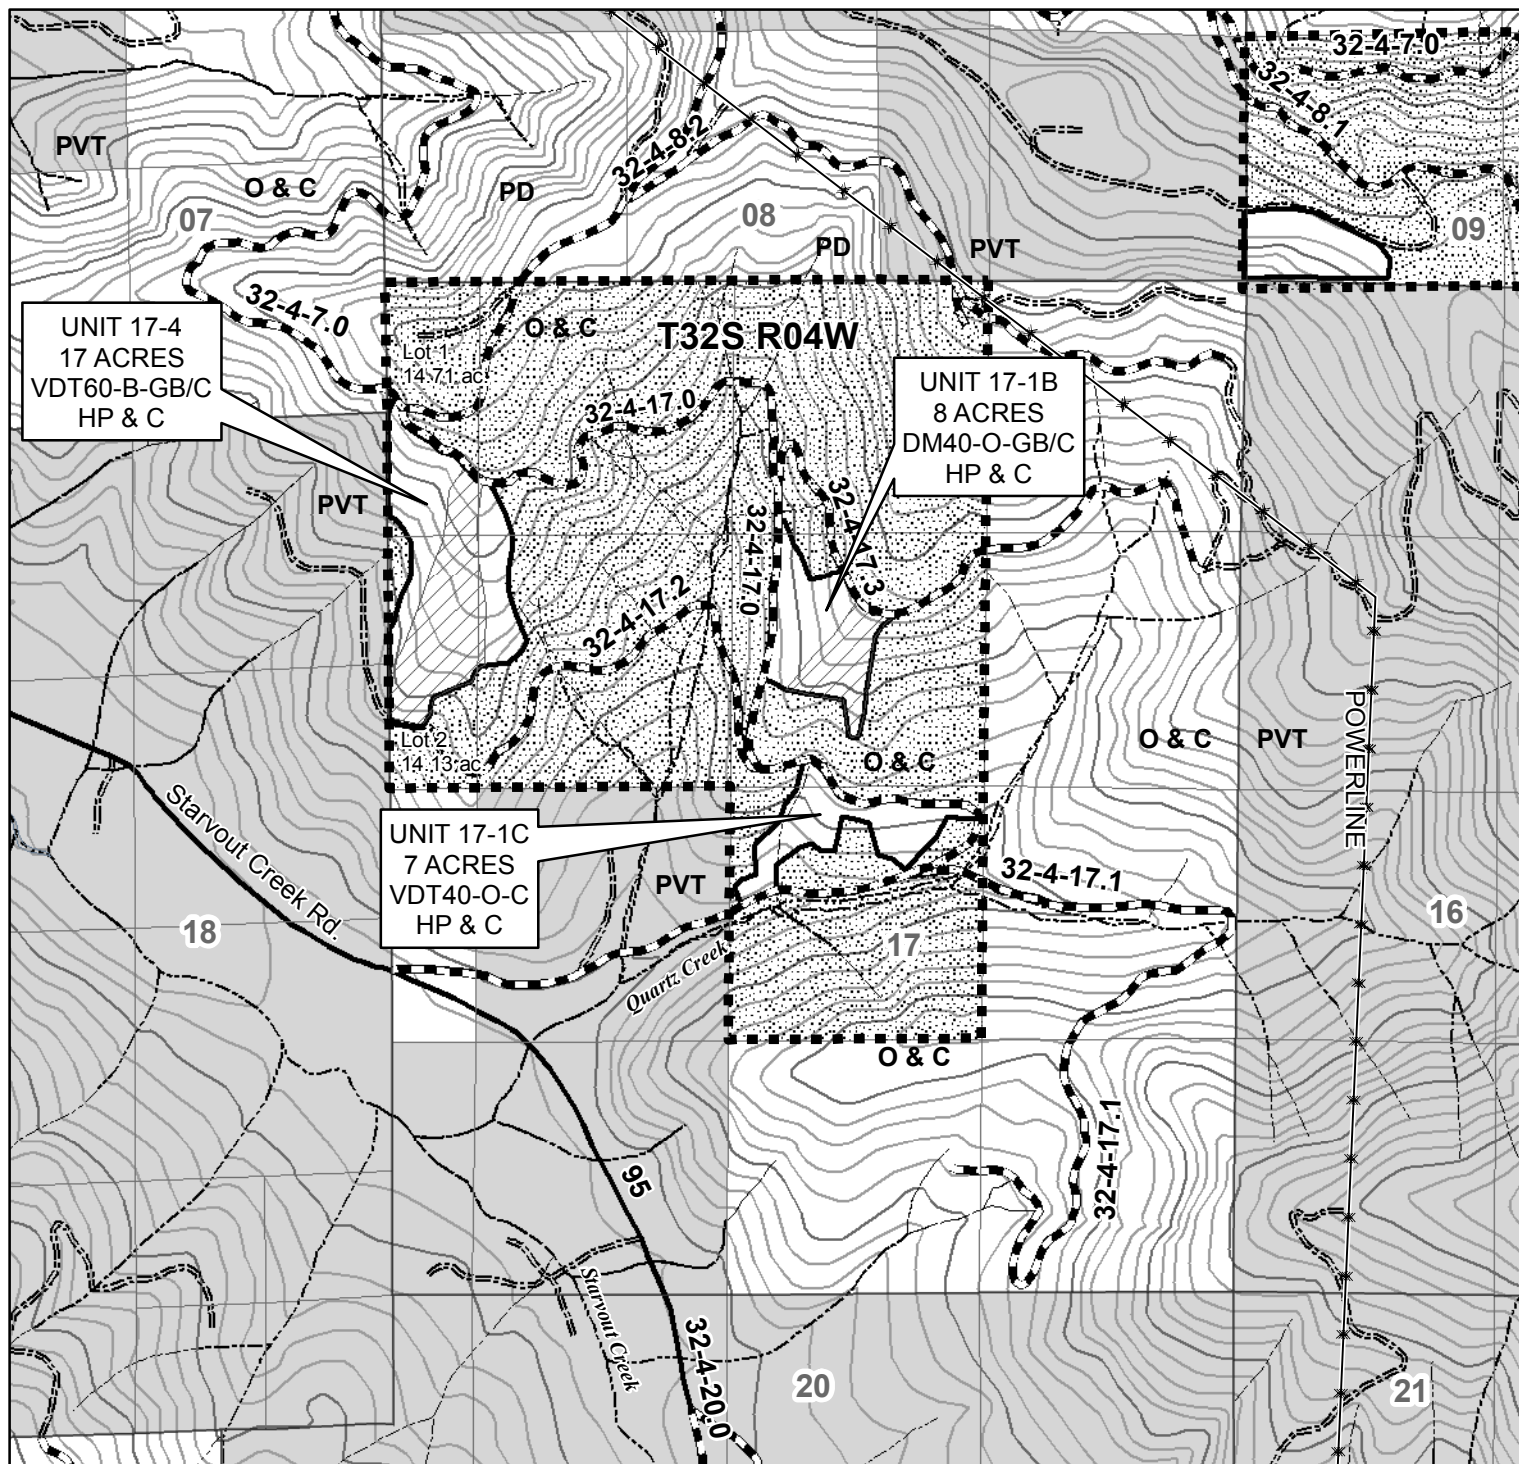 32-4-7.0
32-4-8.1
PVT
O & C
07
PD
32-4-8.2
08
PD
PVT
09
32-4-7.0
O & C
T32S R04W
UNIT 17-4
17 ACRES
VDT60-B-GB/C
HP & C
Lot 1
14.71 ac
UNIT 17-1B
8 ACRES
DM40-O-GB/C
HP & C
32-4-17.0
PVT
32-4-17.0
32-4-17.3
32-4-17.2
O & C
O & C
PVT
POWERLINE
Lot 2
14.13 ac
Starvout Creek Rd.
UNIT 17-1C
7 ACRES
VDT40-O-C
HP & C
PVT
32-4-17.1
18
17
16
Quartz Creek
O & C
32-4-17.1
95
Starvout Creek
32-4-20.0
20
21